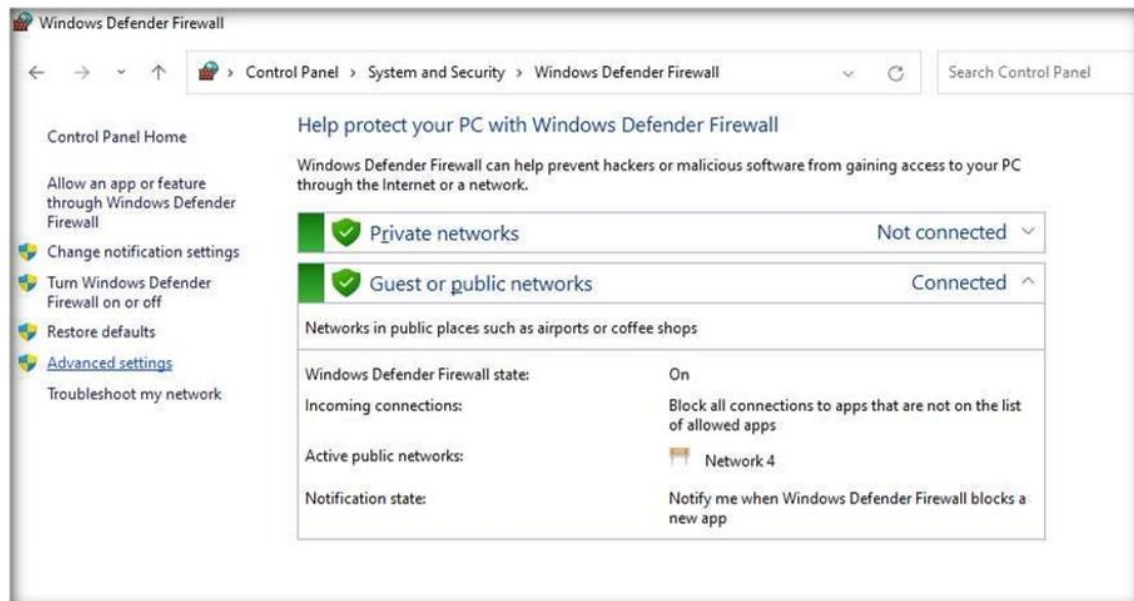 Windows Defender Firewall
Control Panel > System and Security > Windows Defender Firewall
Search Control Panel
Control Panel Home
Allow an app or feature
through Windows Defender
Firewall
Change notification settings
Turn Windows Defender
Firewall on or off
Restore defaults
Advanced settings
Troubleshoot my network
Help protect your PC with Windows Defender Firewall
Windows Defender Firewall can help prevent hackers or malicious software from gaining access to your PC
through the Internet or a network.
Private networks Not connected
Guest or public networks Connected
Networks in public places such as airports or coffee shops
Windows Defender Firewall state: On
Incoming connections: Block all connections to apps that are not on the list
of allowed apps
Active public networks: Network 4
Notification state: Notify me when Windows Defender Firewall blocks a
new app